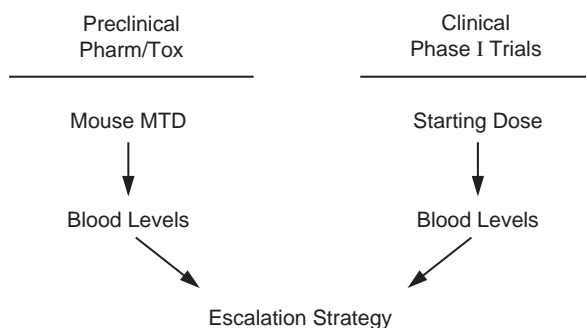 Preclinical
Pharm/Tox
Clinical
Phase I Trials
Mouse MTD
Starting Dose
Blood Levels
Blood Levels
Escalation Strategy